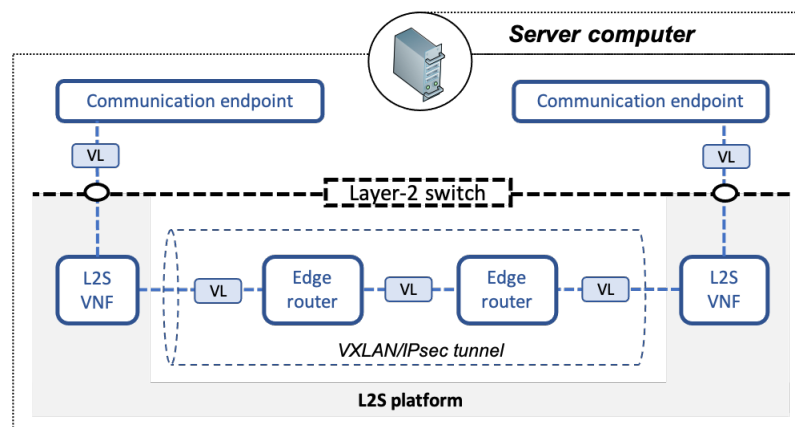 Server computer
Communication endpoint
Communication endpoint
VL
VL
Layer-2 switch
L2S
VNF
VL
Edge
router
VL
Edge
router
VL
L2S
VNF
VXLAN/IPsec tunnel
L2S platform